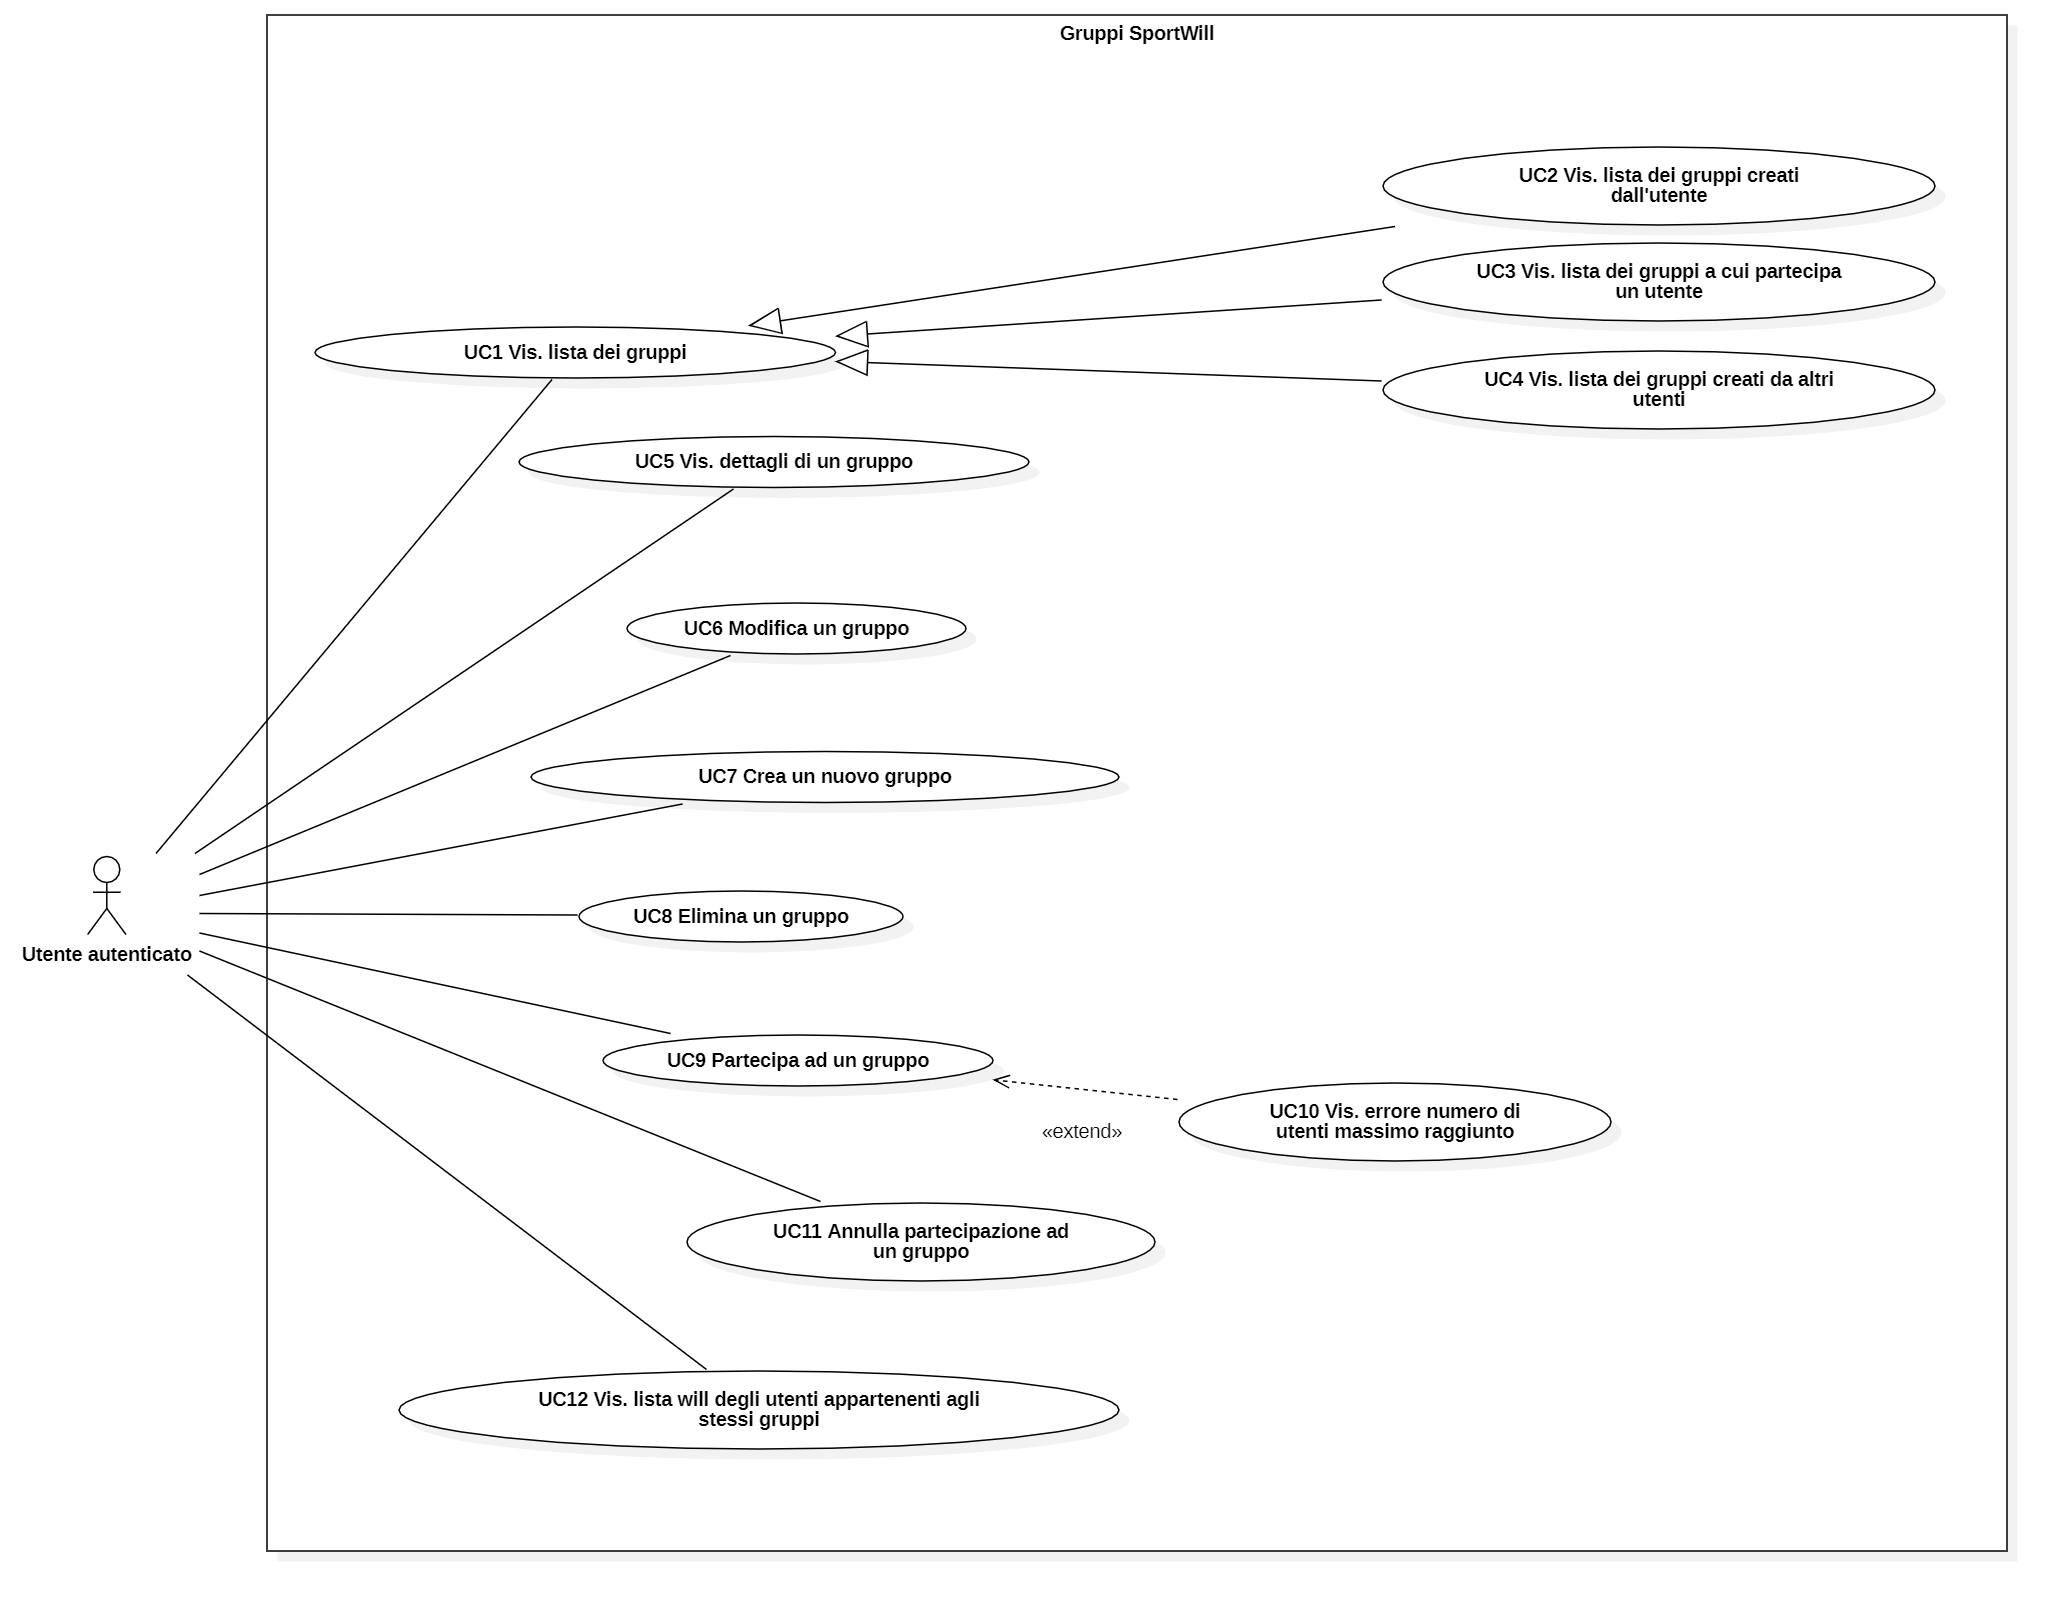 Gruppi SportWill
UC2 Vis. lista dei gruppi creati
dall'utente
UC3 Vis. lista dei gruppi a cui partecipa
un utente
UC1 Vis. lista dei gruppi
UC4 Vis. lista dei gruppi creati da altri
utenti
UC5 Vis. dettagli di un gruppo
UC6 Modifica un gruppo
UC7 Crea un nuovo gruppo
UC8 Elimina un gruppo
Utente autenticato
UC9 Partecipa ad un gruppo
«extend»
UC10 Vis. errore numero di
utenti massimo raggiunto
UC11 Annulla partecipazione ad
un gruppo
UC12 Vis. lista will degli utenti appartenenti agli
stessi gruppi